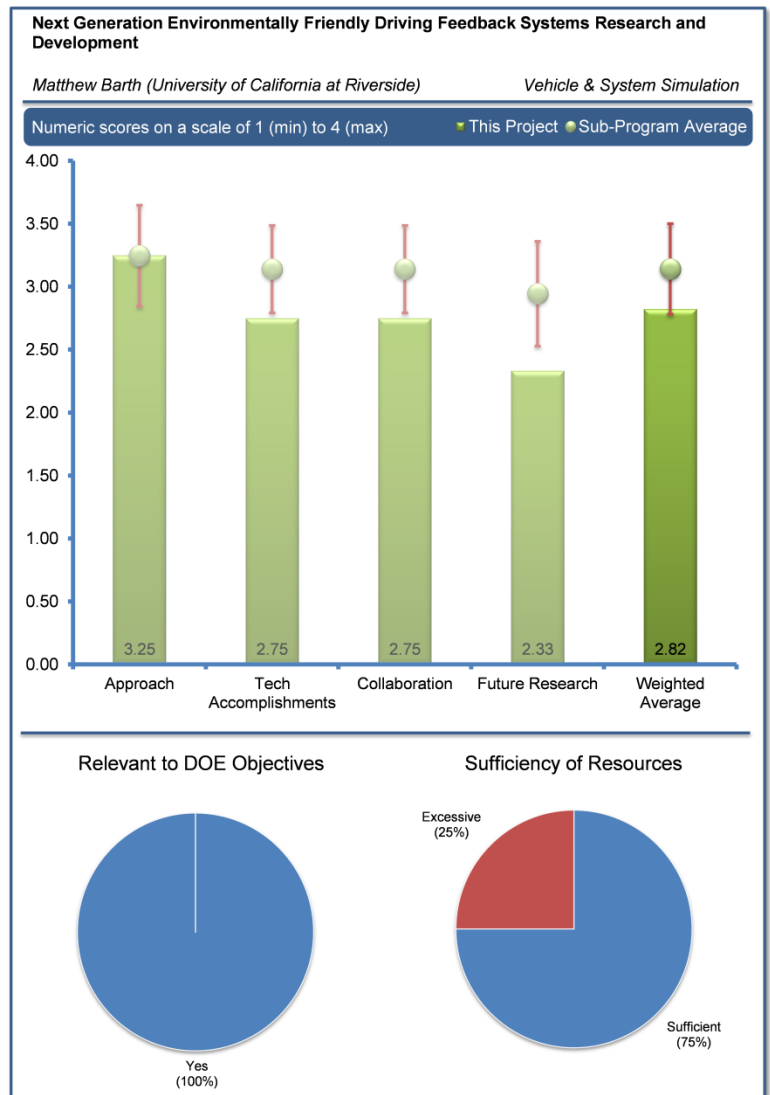 Next Generation Environmentally Friendly Driving Feedback Systems Research and
Development
Matthew Barth (University of California at Riverside) Vehicle & System Simulation
Numeric scores on a scale of 1 (min) to 4 (max) This Project Sub-Program Average
4.00
3.50
3.00
2.50
2.00
1.50
1.00
0.50
0.00
3.25 2.75 2.75 2.33 2.82
Approach Tech Collaboration Future Research Weighted
Accomplishments Average
Relevant to DOE Objectives Sufficiency of Resources
Excessive
(25%)
Sufficient
(75%)
Yes
(100%)